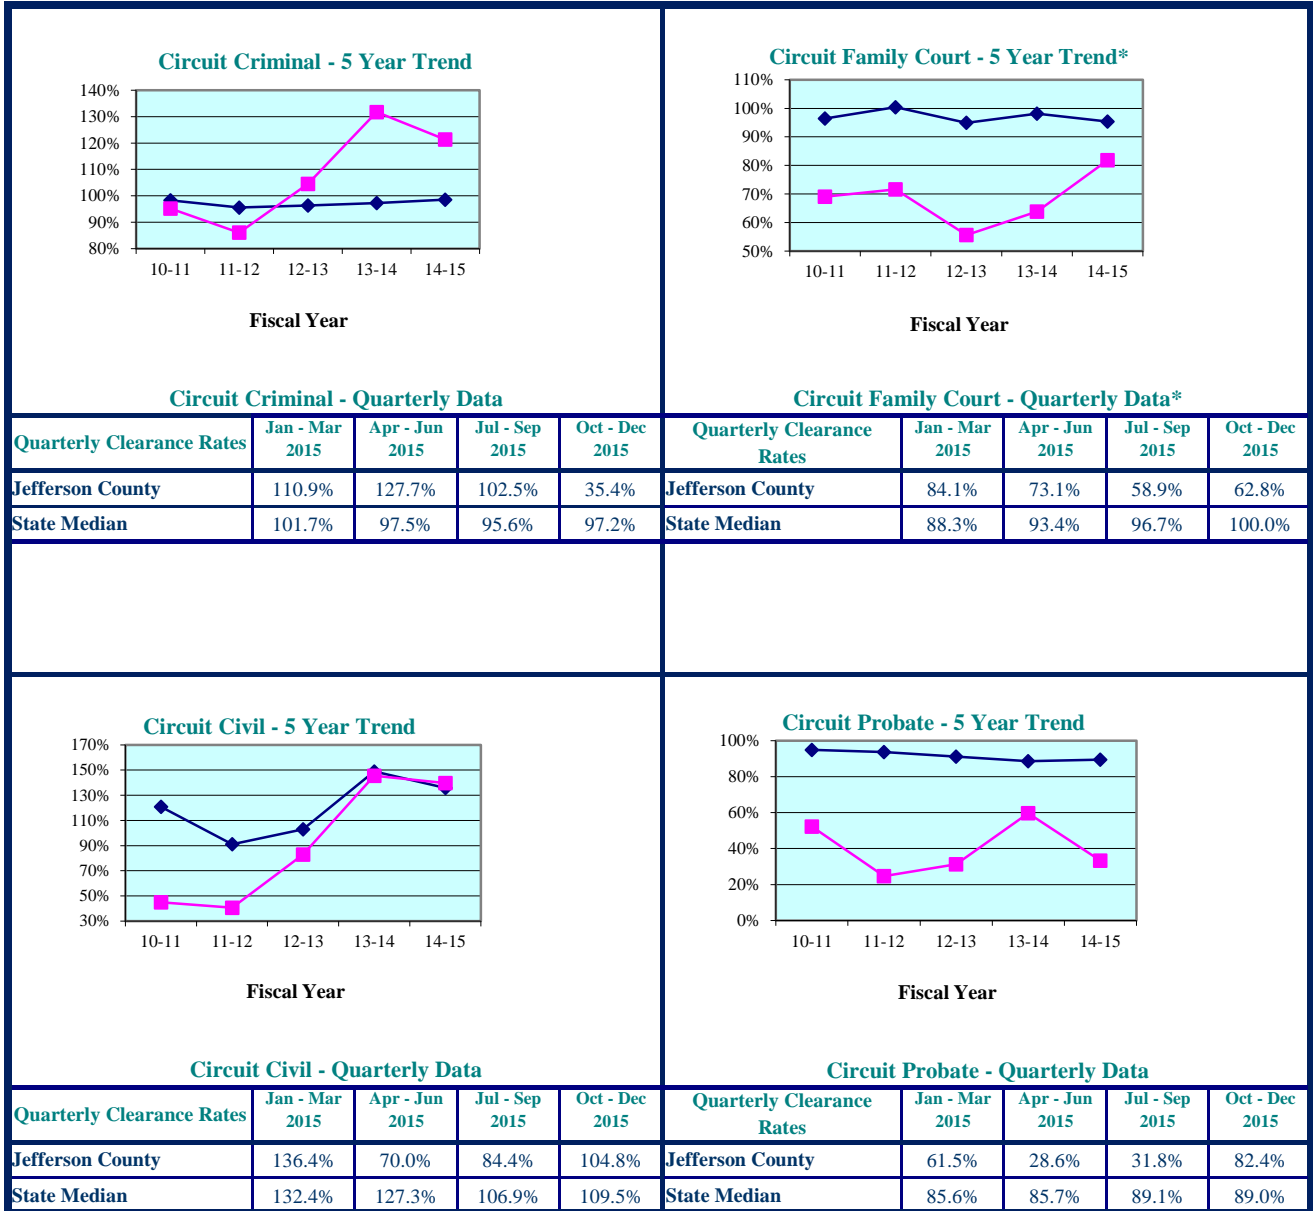 Circuit Criminal - 5 Year Trend
140%
130%
120%
110%
100%
90%
80%
10-11 11-12 12-13 13-14 14-15
Fiscal Year
Circuit Criminal - Quarterly Data
Quarterly Clearance Rates Jan - Mar 2015 Apr - Jun 2015 Jul - Sep 2015 Oct - Dec 2015
Jefferson County 110.9% 127.7% 102.5% 35.4%
State Median 101.7% 97.5% 95.6% 97.2%
Circuit Family Court - 5 Year Trend*
110%
100%
90%
80%
70%
60%
50%
10-11 11-12 12-13 13-14 14-15
Fiscal Year
Circuit Family Court - Quarterly Data*
Quarterly Clearance Rates Jan - Mar 2015 Apr - Jun 2015 Jul - Sep 2015 Oct - Dec 2015
Jefferson County 84.1% 73.1% 58.9% 62.8%
State Median 88.3% 93.4% 96.7% 100.0%
Circuit Civil - 5 Year Trend
170%
150%
130%
110%
90%
70%
50%
30%
10-11 11-12 12-13 13-14 14-15
Fiscal Year
Circuit Civil - Quarterly Data
Quarterly Clearance Rates Jan - Mar 2015 Apr - Jun 2015 Jul - Sep 2015 Oct - Dec 2015
Jefferson County 136.4% 70.0% 84.4% 104.8%
State Median 132.4% 127.3% 106.9% 109.5%
Circuit Probate - 5 Year Trend
100%
80%
60%
40%
20%
0%
10-11 11-12 12-13 13-14 14-15
Fiscal Year
Circuit Probate - Quarterly Data
Quarterly Clearance Rates Jan - Mar 2015 Apr - Jun 2015 Jul - Sep 2015 Oct - Dec 2015
Jefferson County 61.5% 28.6% 31.8% 82.4%
State Median 85.6% 85.7% 89.1% 89.0%